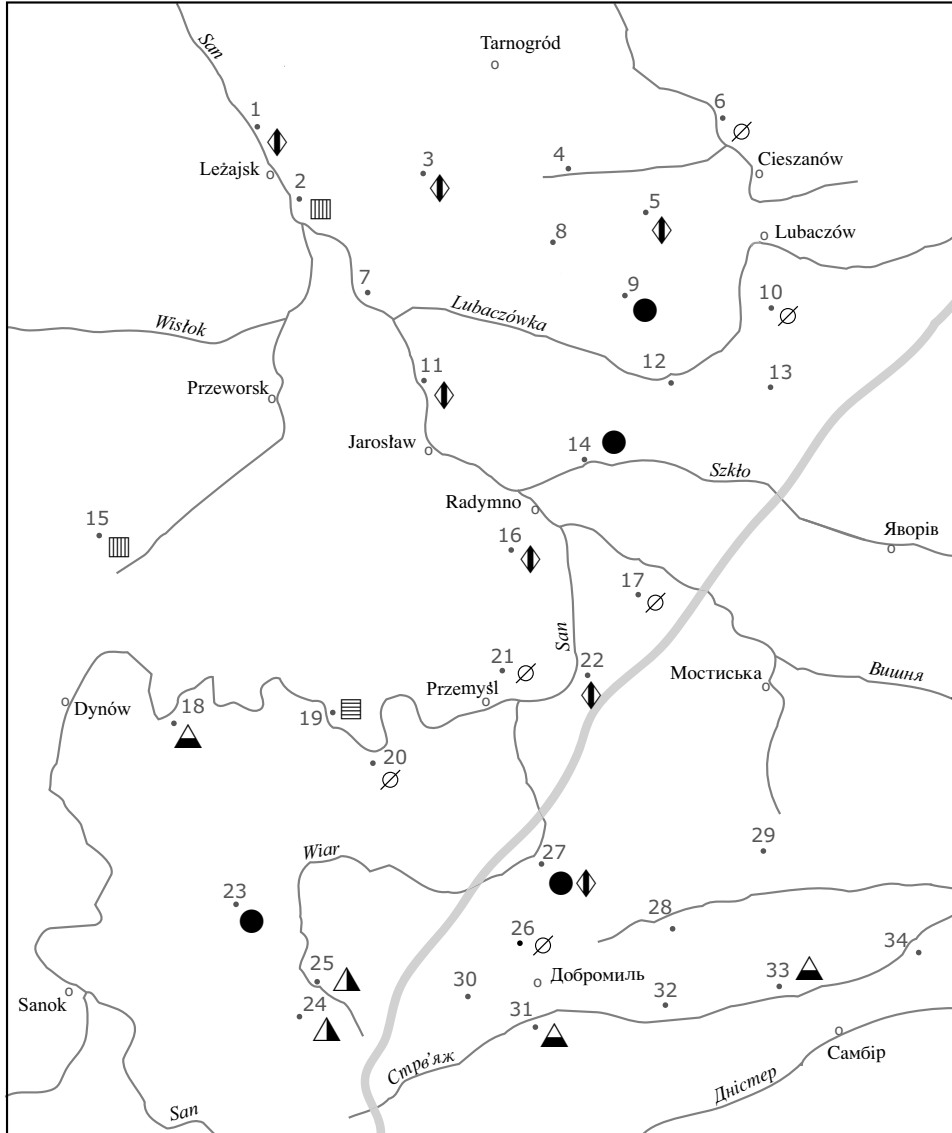 San
Tarnogród
1
6
3
4
Cieszanów
Leżajsk
2
5
8
Lubaczów
7
9
10
Lubaczówka
Wisłok
11
12
13
Przeworsk
Jarosław
14
Szkło
Radymno
15
16
Яворів
17
San
21
22
Przemyśl
Мостиська
Вишня
Dynów
18
19
20
Wiar
27
29
23
28
26
34
25
30
Добромиль
33
Sanok
24
31
32
Стрв’яж
Самбір
San
Дністер